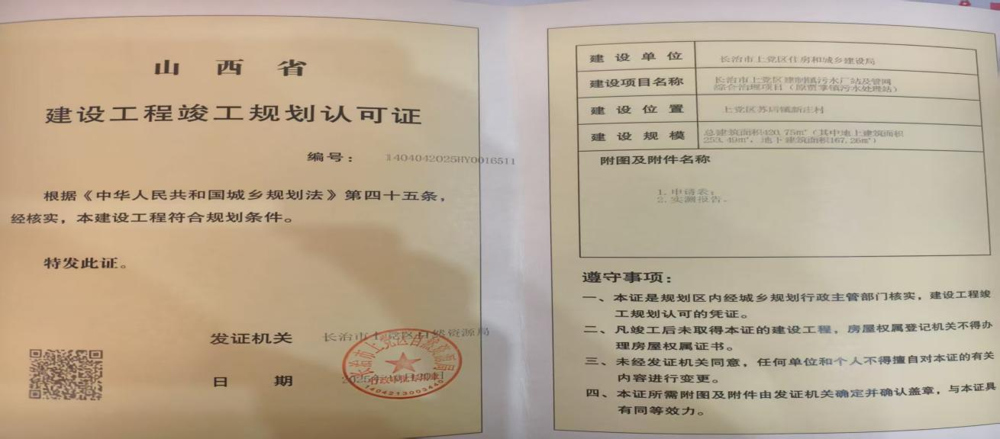 山西省
建设工程竣工规划认可证
编号： 1404042025HY0016511
根据《中华人民共和国城乡规划法》第四十五条，
经核实，本建设工程符合规划条件。
特发此证。
发证机关 长治市上党区自然资源局
日期
长治市上党区自然资源局
1404213003440
建设单位 长治市上党区住房和城乡建设局
建设项目名称 长治市上党区建制镇污水厂站及管网
综合治理项目（原贾掌镇污水处理站）
建设位置 上党区苏店镇新庄村
建设规模 总建筑面积420.75㎡（其中地上建筑面积
253.49㎡，地下建筑面积167.26㎡）
附图及附件名称
1.申请表；
2.实测报告。
遵守事项：
一、本证是规划区内经城乡规划行政主管部门核实，建设工程竣
工规划认可的凭证。
二、凡竣工后未取得本证的建设工程，房屋权属登记机关不得办
理房屋权属证书。
三、未经发证机关同意，任何单位和个人不得擅自对本证的有关
内容进行变更。
四、本证所需附图及附件由发证机关确定并确认盖章，与本证具
有同等效力。